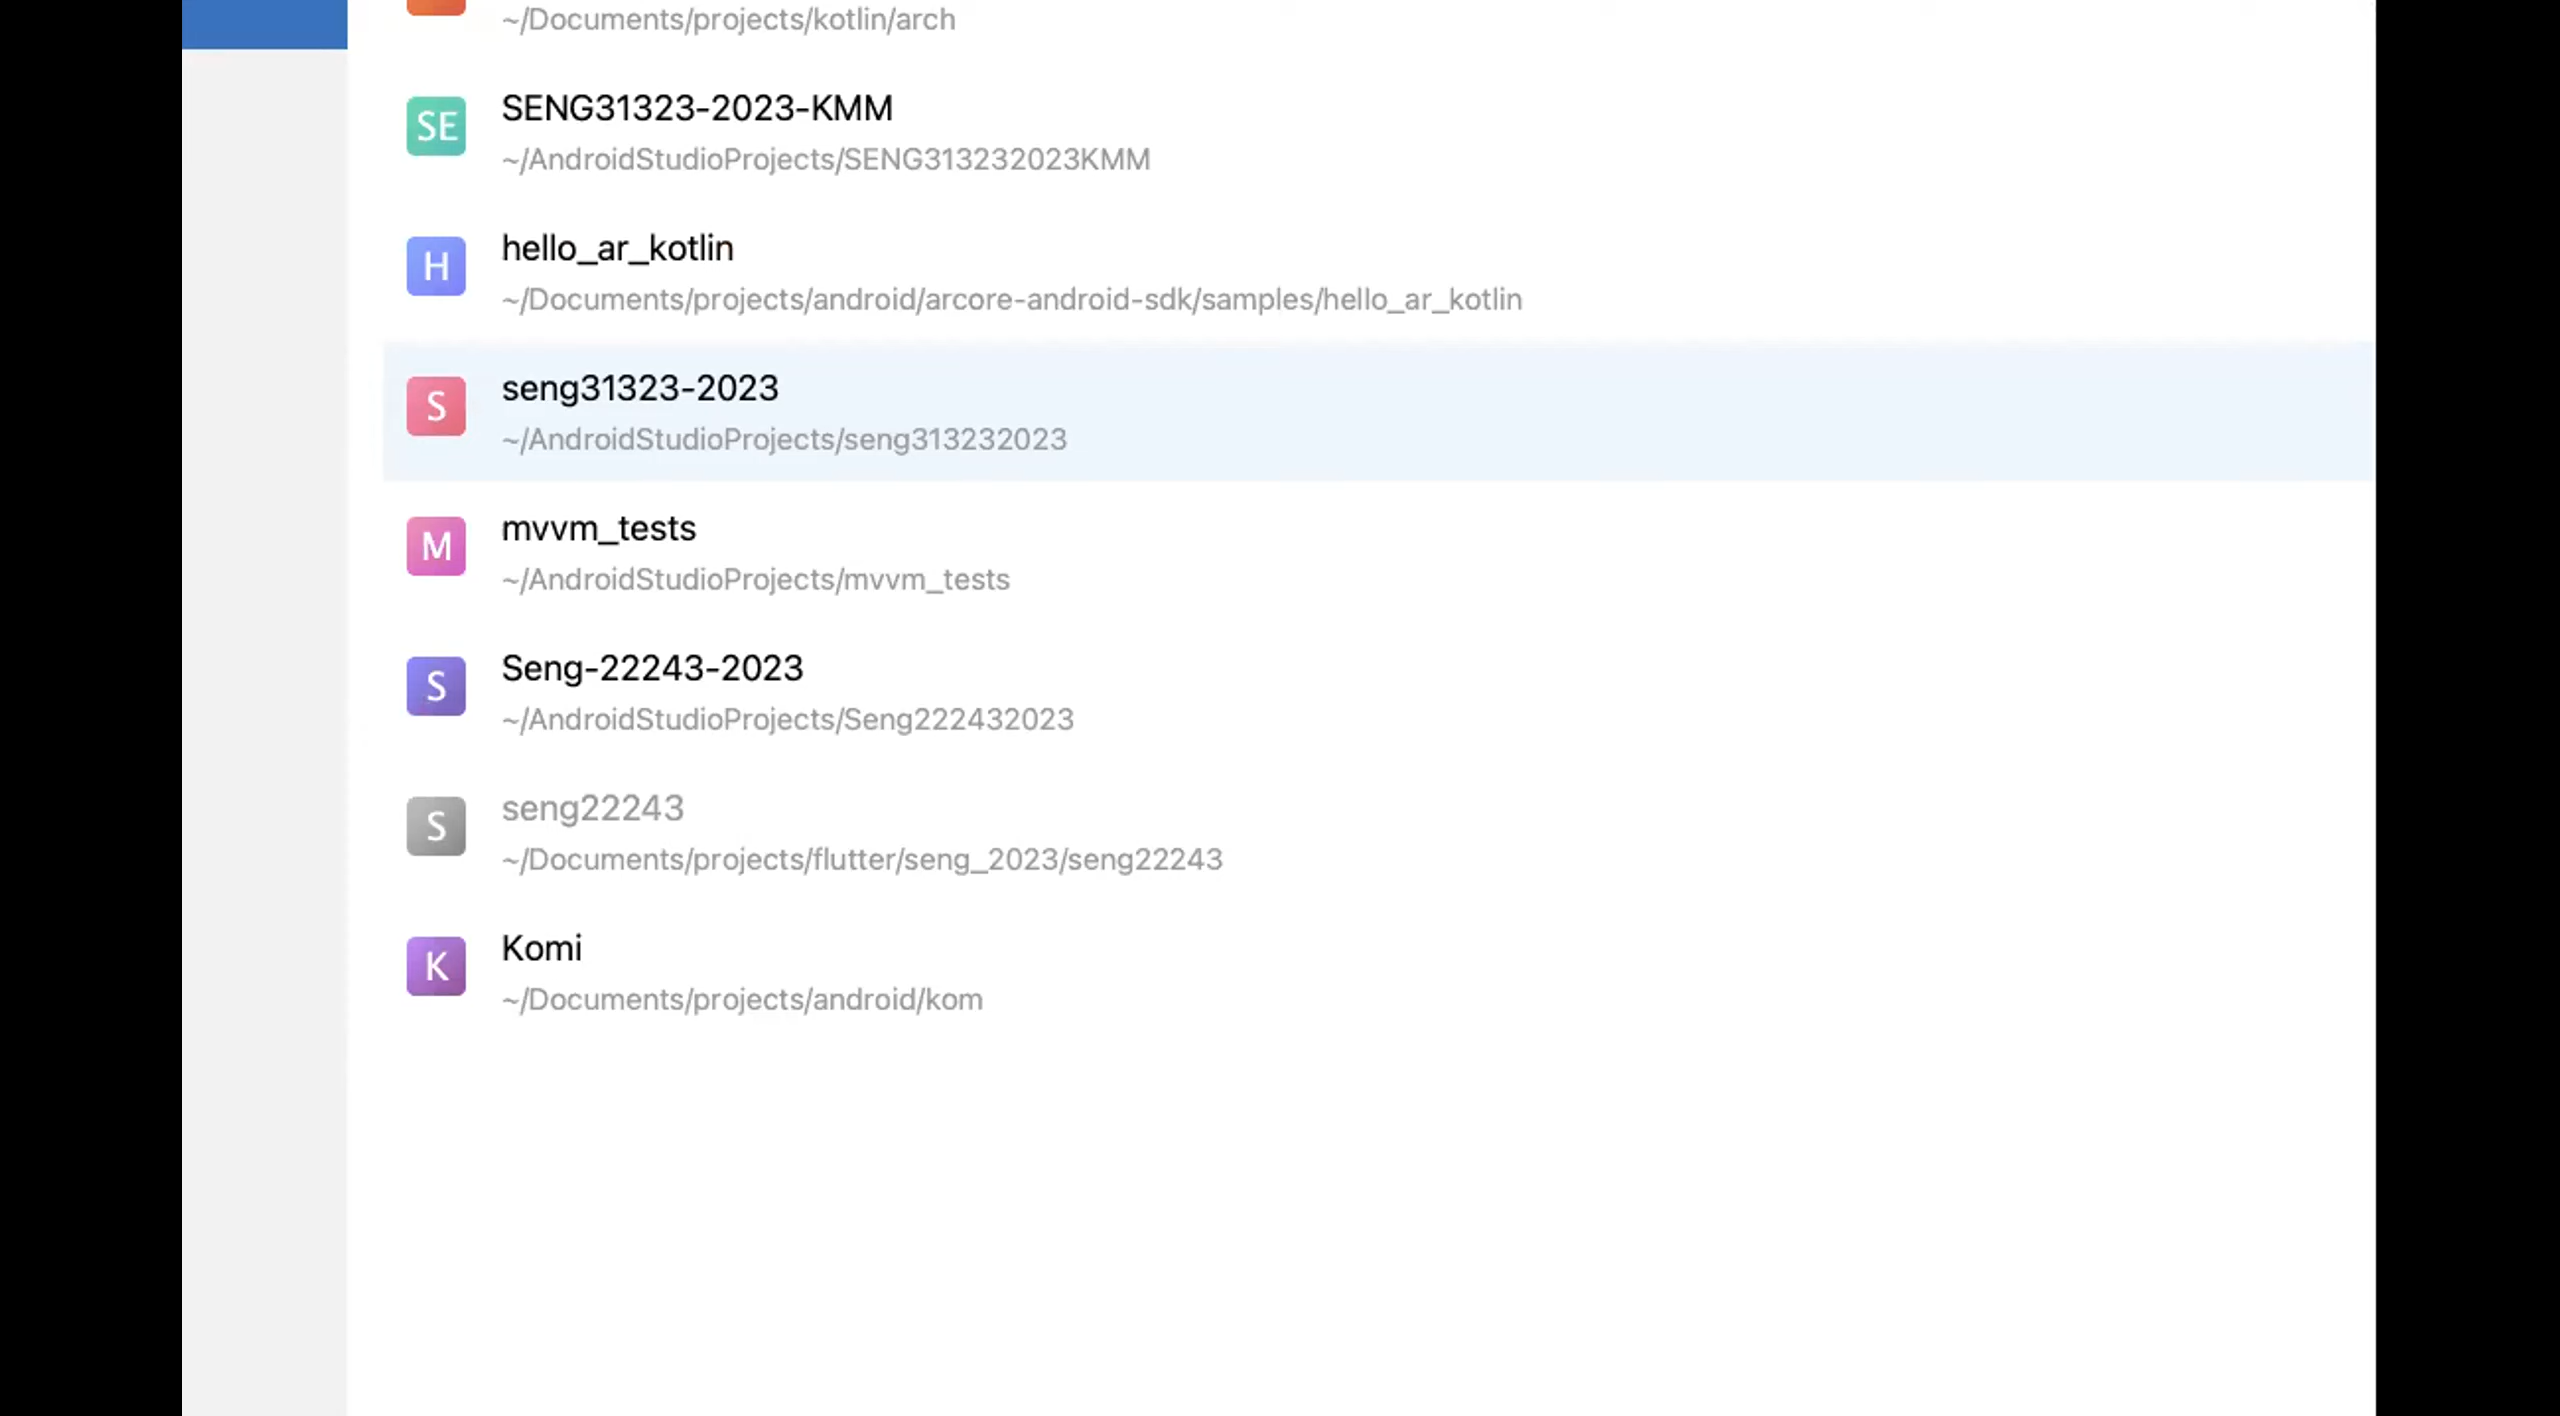 ~/Documents/projects/kotlin/arch
SE
SENG31323-2023-KMM
~/AndroidStudioProjects/SENG313232023KMM
H
hello_ar_kotlin
~/Documents/projects/android/arcore-android-sdk/samples/hello_ar_kotlin
S
seng31323-2023
~/AndroidStudioProjects/seng313232023
M
mvvm_tests
~/AndroidStudioProjects/mvvm_tests
S
Seng-22243-2023
~/AndroidStudioProjects/Seng222432023
S
seng22243
~/Documents/projects/flutter/seng_2023/seng22243
K
Komi
~/Documents/projects/android/kom